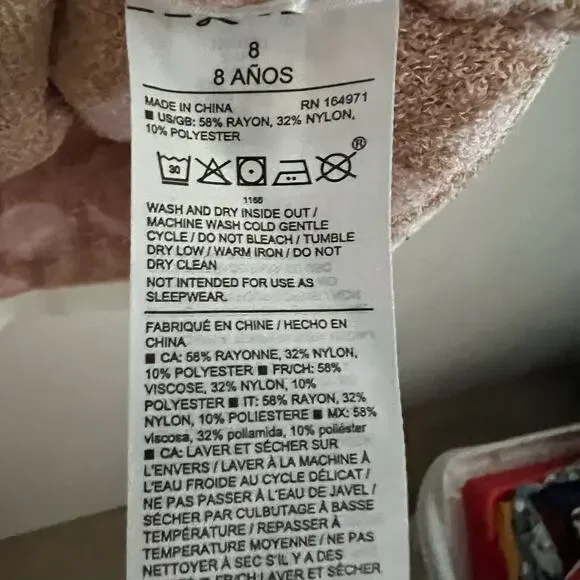 8
8 AÑOS
MADE IN CHINA RN 164971
■ US/GB: 58% RAYON, 32% NYLON,
10% POLYESTER
30
®
1166
WASH AND DRY INSIDE OUT /
MACHINE WASH COLD GENTLE
CYCLE / DO NOT BLEACH / TUMBLE
DRY LOW / WARM IRON / DO NOT
DRY CLEAN
NOT INTENDED FOR USE AS
SLEEPWEAR.
FABRIQUÉ EN CHINE / HECHO EN
CHINA
■ CA: 58% RAYONNE, 32% NYLON,
10% POLYESTER ■ FR/CH: 58%
VISCOSE, 32% NYLON, 10%
POLYESTER ■ IT: 58% RAYON, 32%
NYLON, 10% POLIESTERE ■ MX: 58%
viscosa, 32% poliamida, 10% poliéster
■ CA: LAVER ET SÉCHER SUR
L'ENVERS / LAVER À LA MACHINE À
L'EAU FROIDE AU CYCLE DÉLICAT /
NE PAS PASSER À L'EAU DE JAVEL /
SÉCHER PAR CULBUTAGE À BASSE
TEMPÉRATURE / REPASSER À
TEMPERATURE MOYENNE / NE PAS
NETTOYER À SEC S'IL Y A DES
FR/CH: LAVER ET SÉCHER